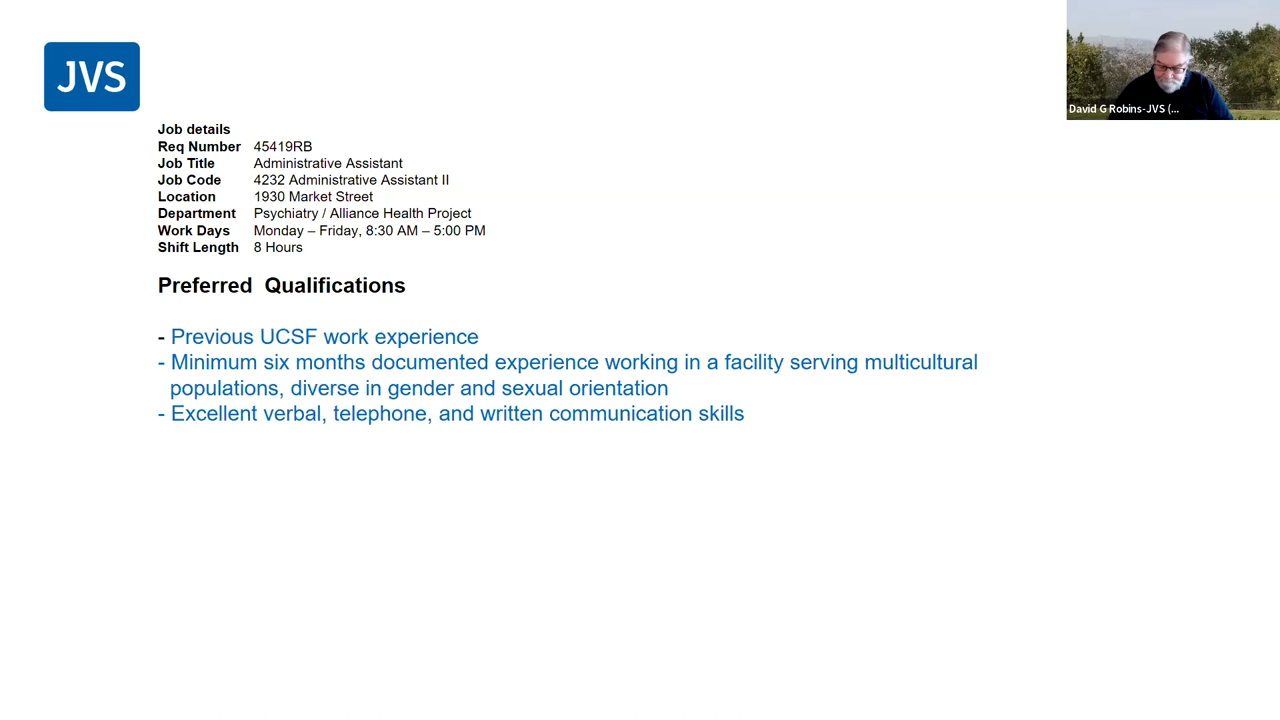 JVS
David G Robins-JVS (...
Job details
Req Number 45419RB
Job Title Administrative Assistant
Job Code 4232 Administrative Assistant II
Location 1930 Market Street
Department Psychiatry / Alliance Health Project
Work Days Monday – Friday, 8:30 AM – 5:00 PM
Shift Length 8 Hours
Preferred Qualifications
- Previous UCSF work experience
- Minimum six months documented experience working in a facility serving multicultural
populations, diverse in gender and sexual orientation
- Excellent verbal, telephone, and written communication skills